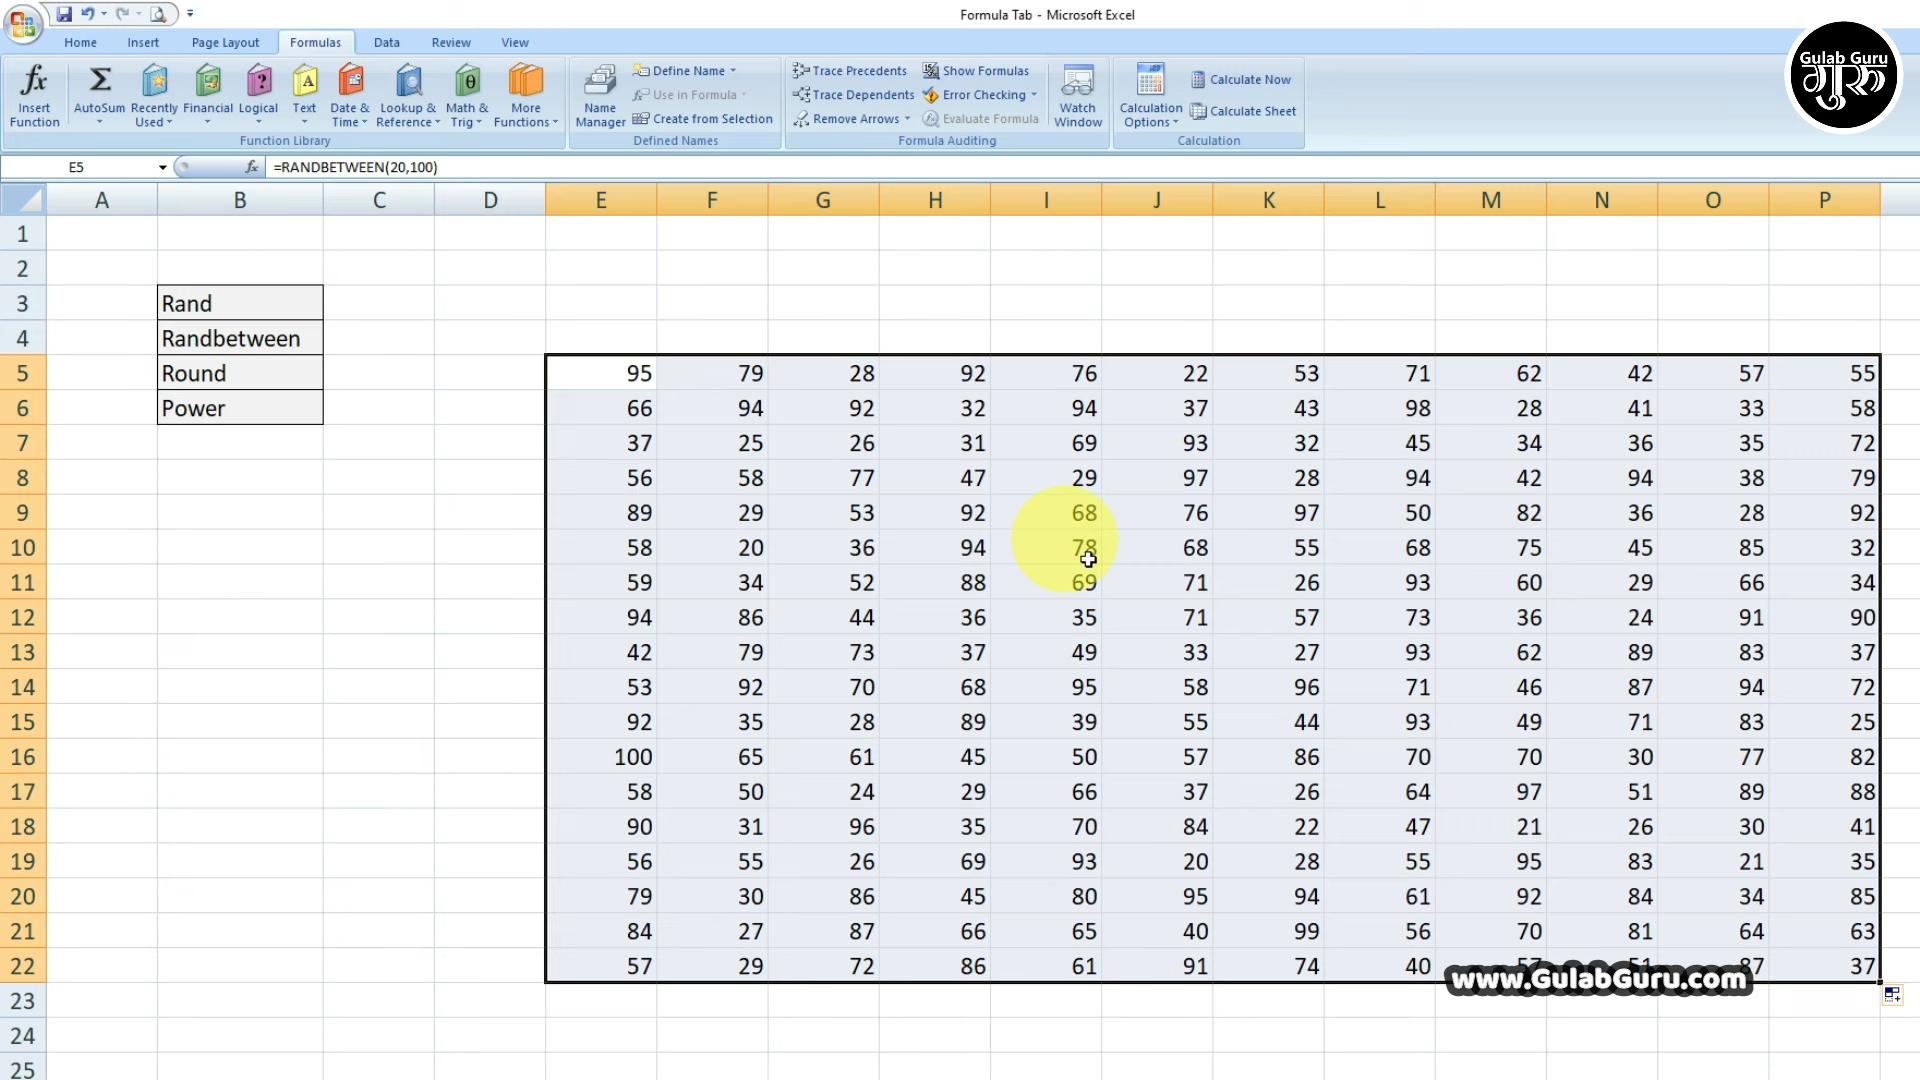 Formula Tab - Microsoft Excel
Home Insert Page Layout Formulas Data Review View
Gulab Guru
गुरु
fx Insert Function
Σ AutoSum
Recently Used
Financial
Logical
Text
Date & Time
Lookup & Reference
Math & Trig
More Functions
Function Library
Name Manager
Define Name
Use in Formula
Create from Selection
Defined Names
Trace Precedents
Trace Dependents
Remove Arrows
Show Formulas
Error Checking
Evaluate Formula
Watch Window
Formula Auditing
Calculation Options
Calculate Now
Calculate Sheet
Calculation
E5 fx =RANDBETWEEN(20,100)
A B C D E F G H I J K L M N O P
1
2
3 Rand
4 Randbetween
5 Round 95 79 28 92 76 22 53 71 62 42 57 55
6 Power 66 94 92 32 94 37 43 98 28 41 33 58
7 37 25 26 31 69 93 32 45 34 36 35 72
8 56 58 77 47 29 97 28 94 42 94 38 79
9 89 29 53 92 68 76 97 50 82 36 28 92
10 58 20 36 94 78 68 55 68 75 45 85 32
11 59 34 52 88 69 71 26 93 60 29 66 34
12 94 86 44 36 35 71 57 73 36 24 91 90
13 42 79 73 37 49 33 27 93 62 89 83 37
14 53 92 70 68 95 58 96 71 46 87 94 72
15 92 35 28 89 39 55 44 93 49 71 83 25
16 100 65 61 45 50 57 86 70 70 30 77 82
17 58 50 24 29 66 37 26 64 97 51 89 88
18 90 31 96 35 70 84 22 47 21 26 30 41
19 56 55 26 69 93 20 28 55 95 83 21 35
20 79 30 86 45 80 95 94 61 92 84 34 85
21 84 27 87 66 65 40 99 56 70 81 64 63
22 57 29 72 86 61 91 74 40 87 37
www.GulabGuru.com
23
24
25